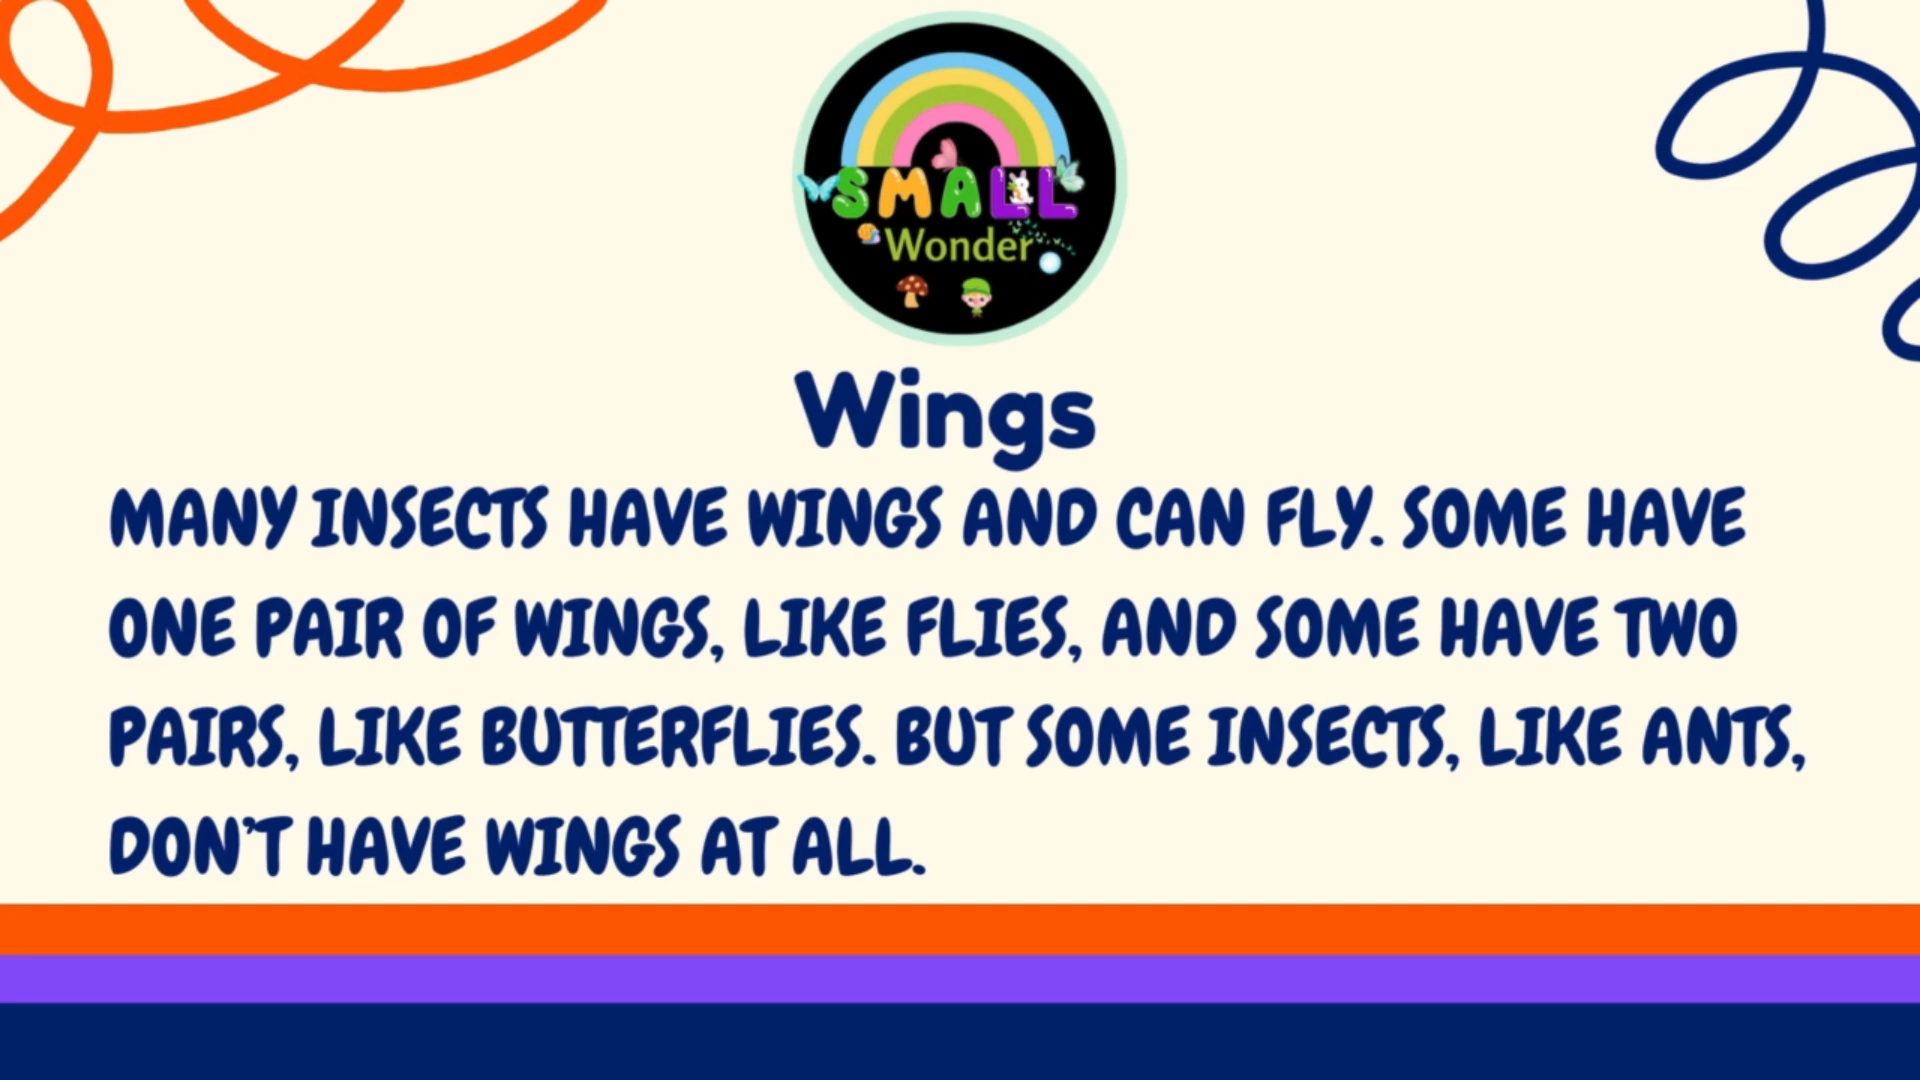 SMALL
Wonder
Wings
MANY INSECTS HAVE WINGS AND CAN FLY. SOME HAVE
ONE PAIR OF WINGS, LIKE FLIES, AND SOME HAVE TWO
PAIRS, LIKE BUTTERFLIES. BUT SOME INSECTS, LIKE ANTS,
DON'T HAVE WINGS AT ALL.